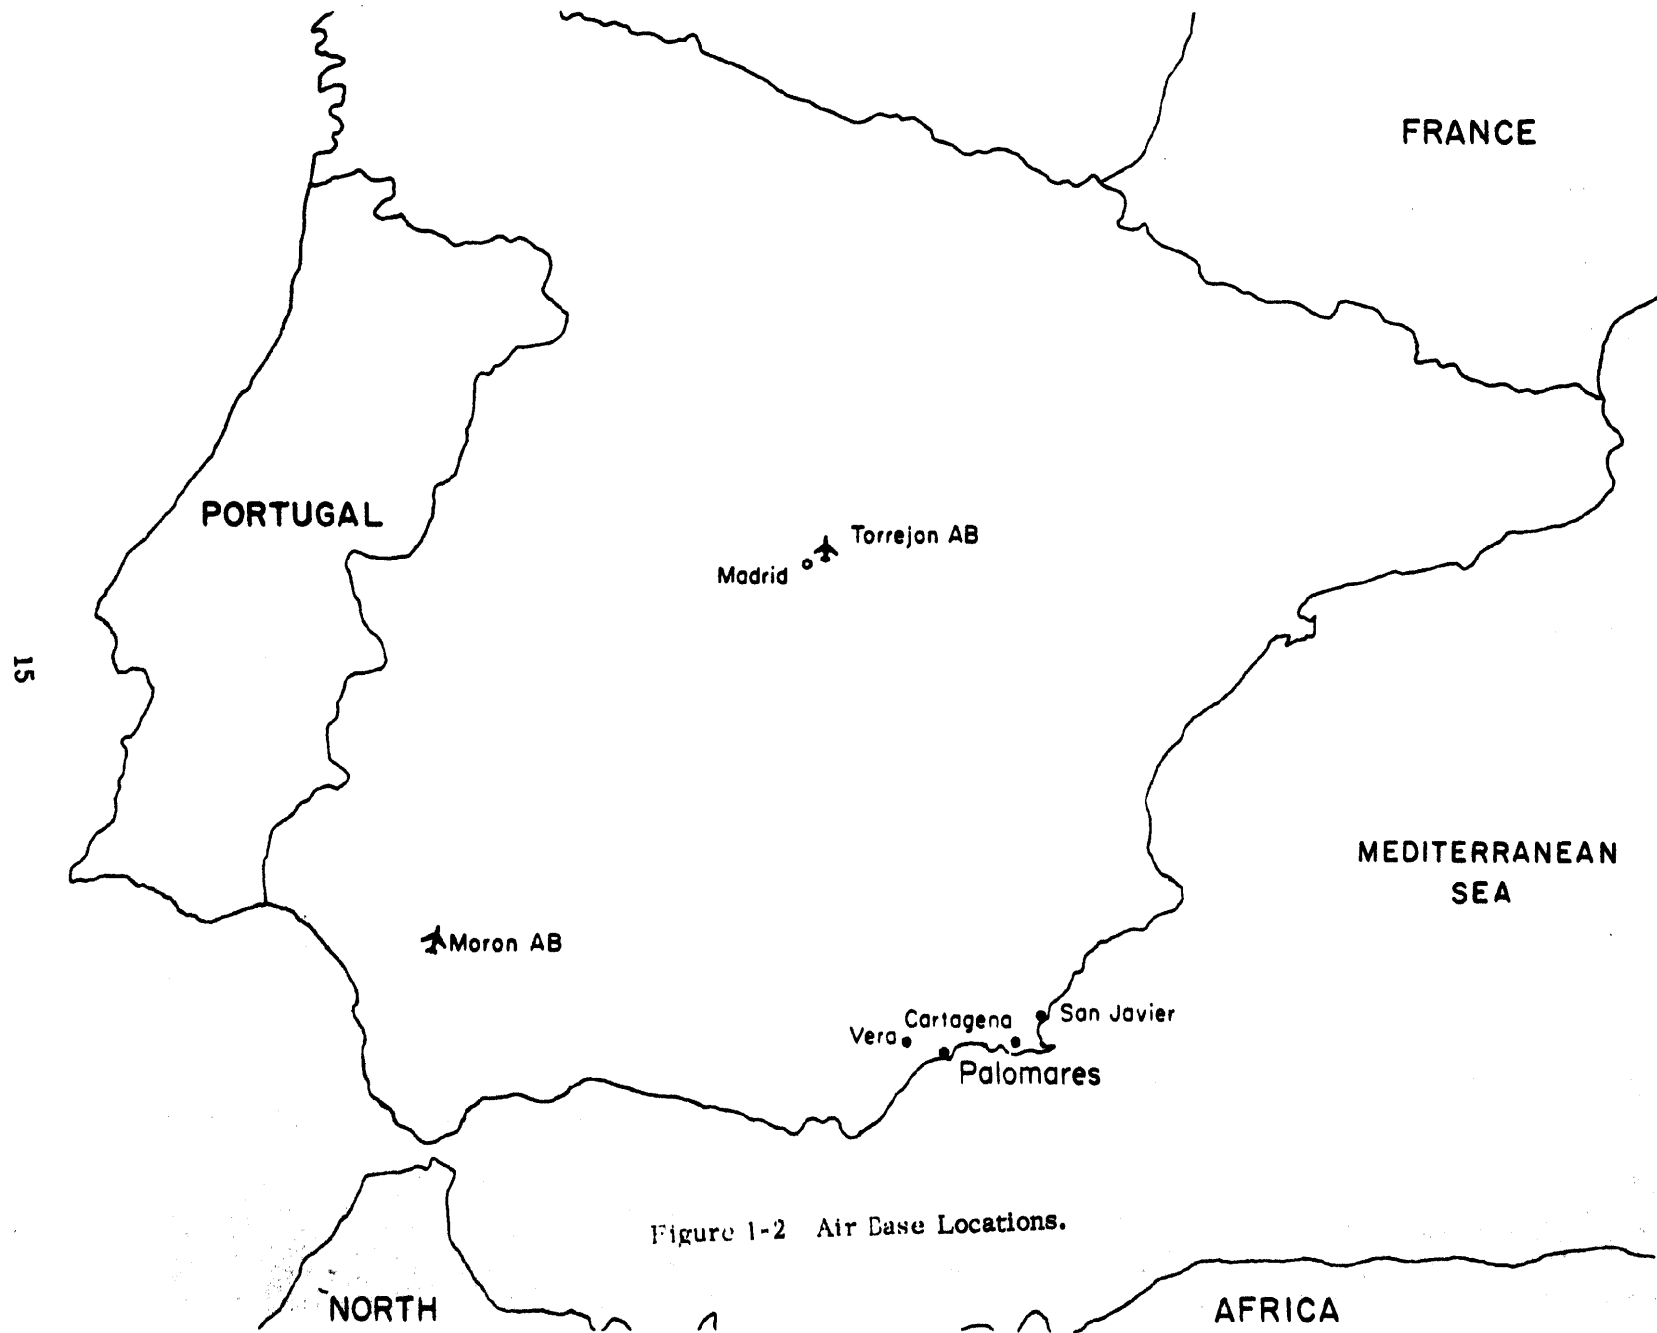 FRANCE
PORTUGAL
Torrejon AB
Madrid
15
MEDITERRANEAN
SEA
Moron AB
San Javier
Cartagena
Vera
Palomares
Figure 1-2 Air Base Locations.
NORTH
AFRICA